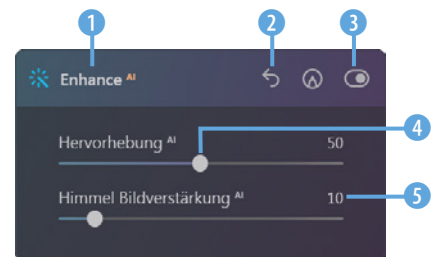 1 2 3
Enhance AI
Hervorhebung AI 50
4
Himmel Bildverstärkung AI 10
5